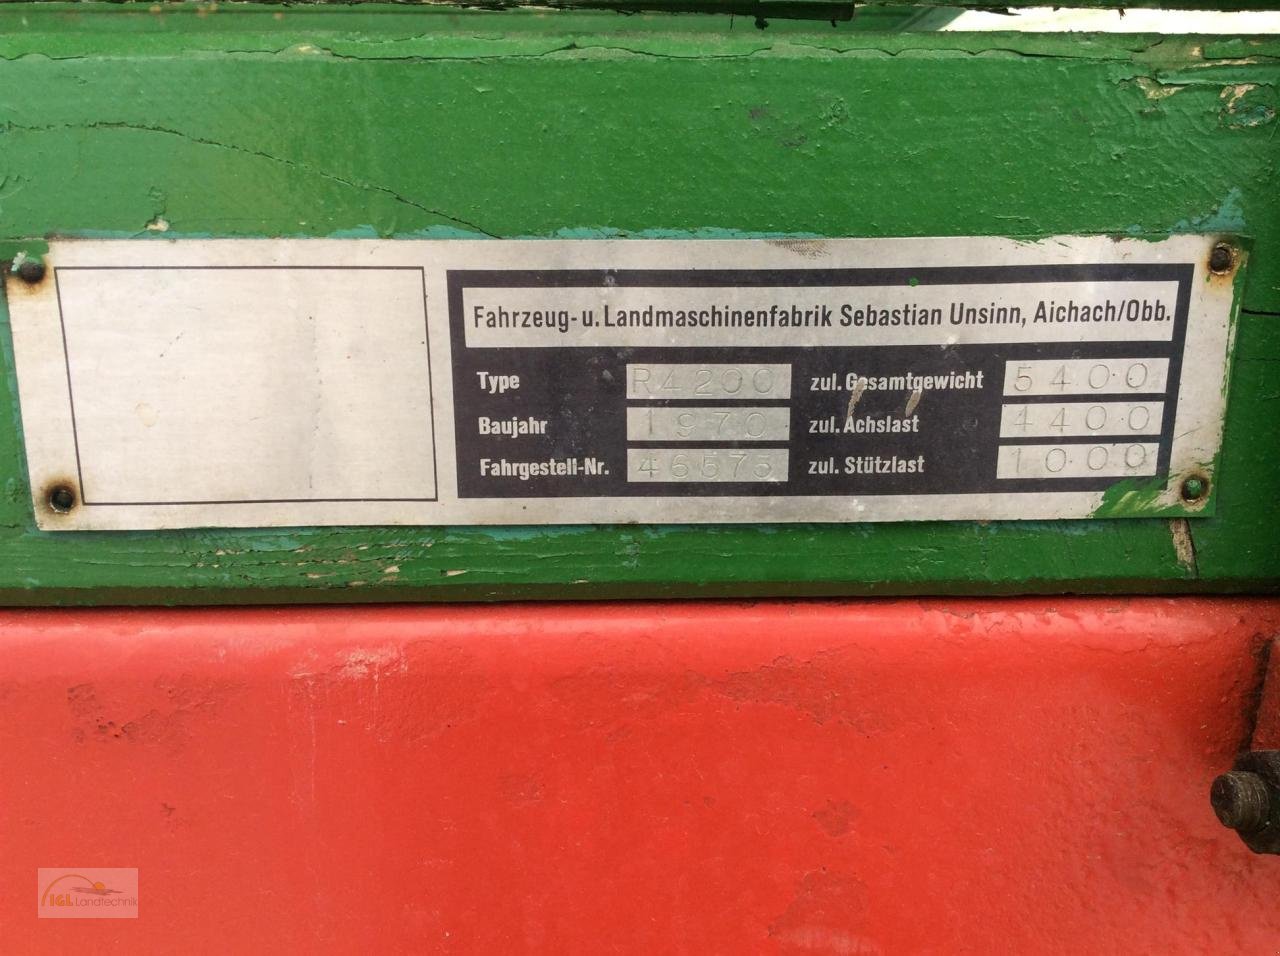 Fahrzeug- u. Landmaschinenfabrik Sebastian Unsinn, Aichach/Obb.
Type R4200 zul. Gesamtgewicht 5400
Baujahr 1970 zul. Achslast 4400
Fahrgestell-Nr. 46573 zul. Stützlast 1000
IGL Landtechnik